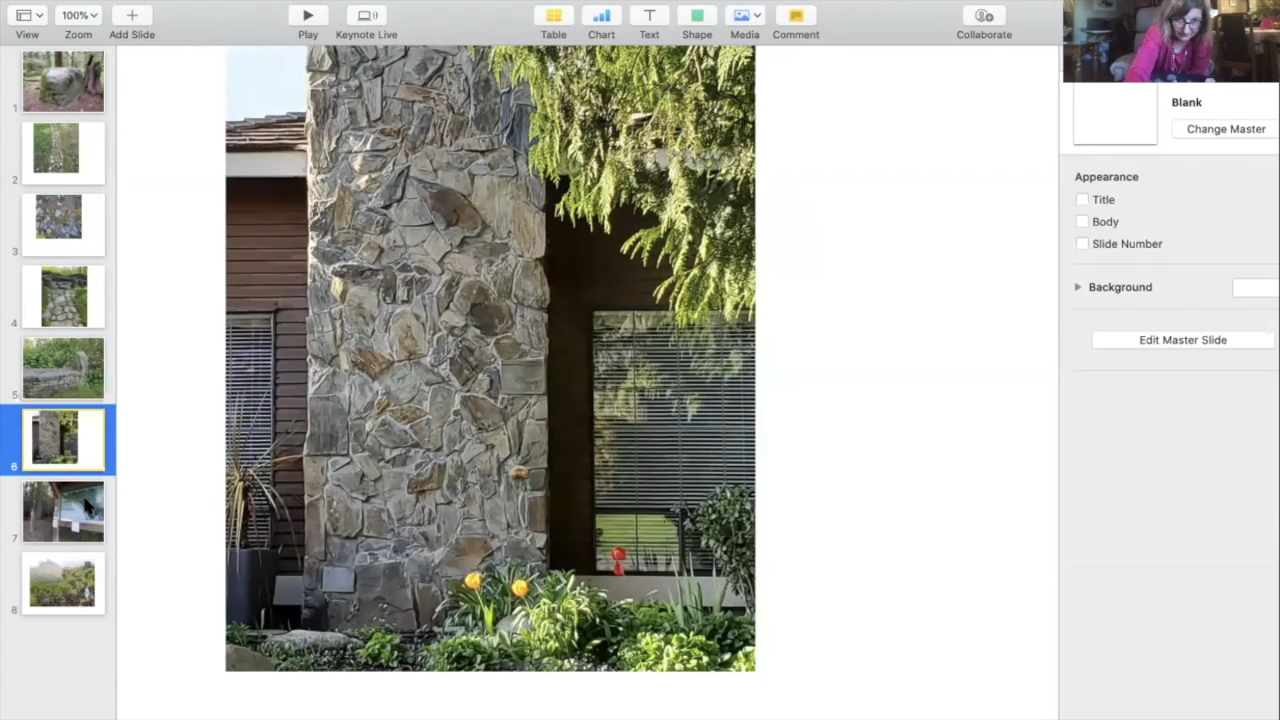 100%
View
Zoom
Add Slide
Play
Keynote Live
Table
Chart
Text
Shape
Media
Comment
Collaborate
1
2
3
4
5
6
7
8
Blank
Change Master
Appearance
Title
Body
Slide Number
Background
Edit Master Slide